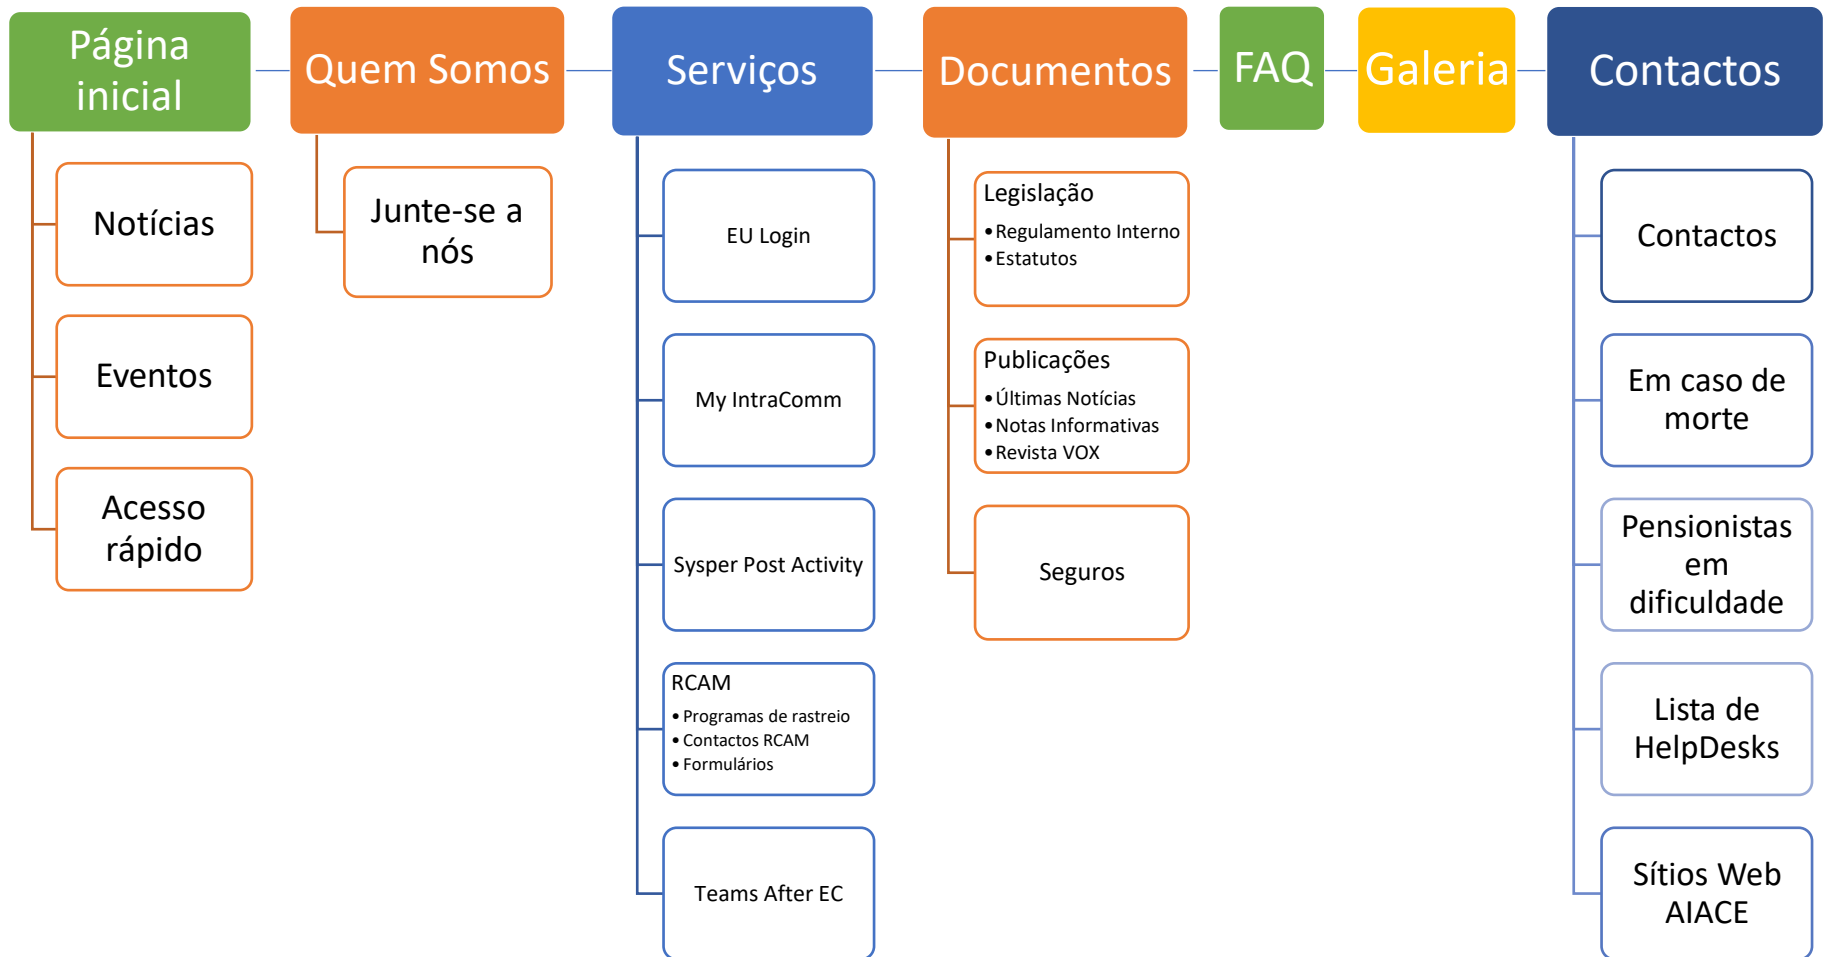 Página
inicial
Notícias
Eventos
Acesso
rápido
Quem Somos
Junte-se a
nós
Serviços
EU Login
My IntraComm
Sysper Post Activity
RCAM
• Programas de rastreio
• Contactos RCAM
• Formulários
Teams After EC
Documentos
Legislação
• Regulamento Interno
• Estatutos
Publicações
• Últimas Notícias
• Notas Informativas
• Revista VOX
Seguros
FAQ
Galeria
Contactos
Contactos
Em caso de
morte
Pensionistas
em
dificuldade
Lista de
HelpDesks
Sítios Web
AIACE